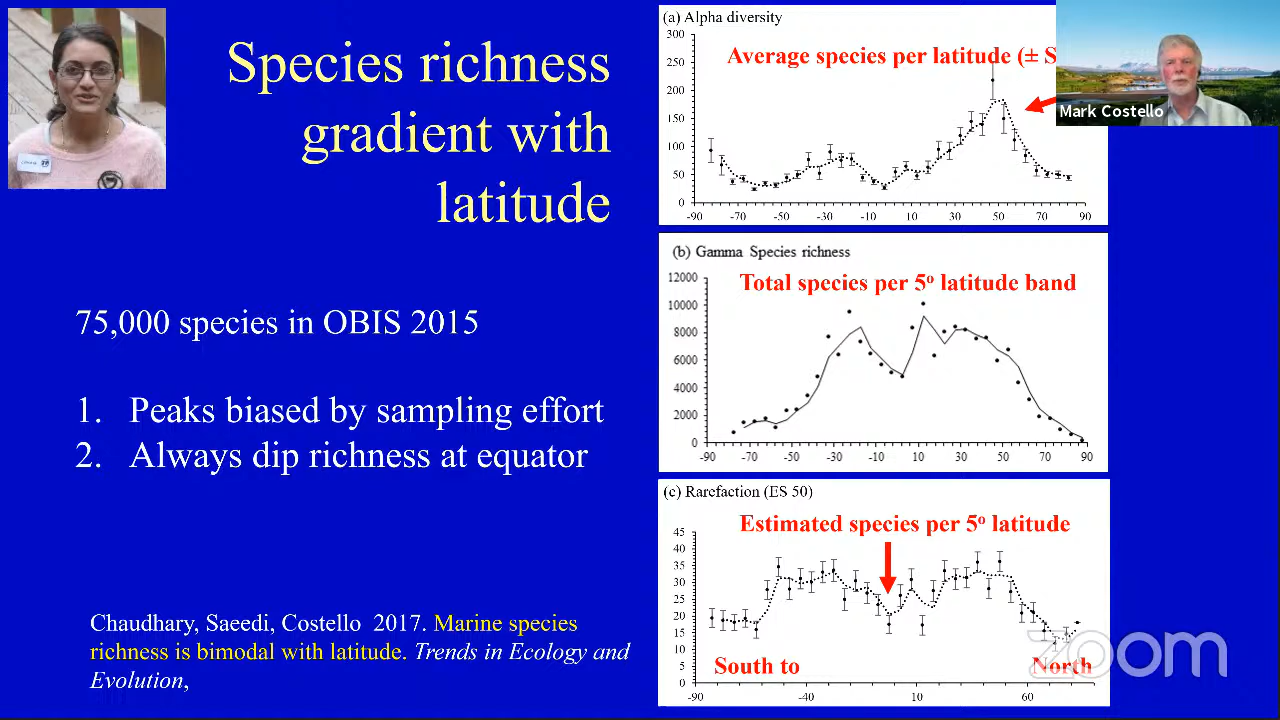 Species richness
gradient with
latitude
75,000 species in OBIS 2015
1. Peaks biased by sampling effort
2. Always dip richness at equator
Chaudhary, Saeedi, Costello 2017. Marine species
richness is bimodal with latitude. Trends in Ecology and
Evolution,
(a) Alpha diversity
Average species per latitude (± S
300
250
200
150
100
50
0
-90 -70 -50 -30 -10 10 30 50 70 90
Mark Costello
(b) Gamma Species richness
Total species per 5º latitude band
12000
10000
8000
6000
4000
2000
0
-90 -70 -50 -30 -10 10 30 50 70 90
(c) Rarefaction (ES 50)
Estimated species per 5º latitude
45
40
35
30
25
20
15
10
5
0
South to North
-90 -40 10 60
zoom